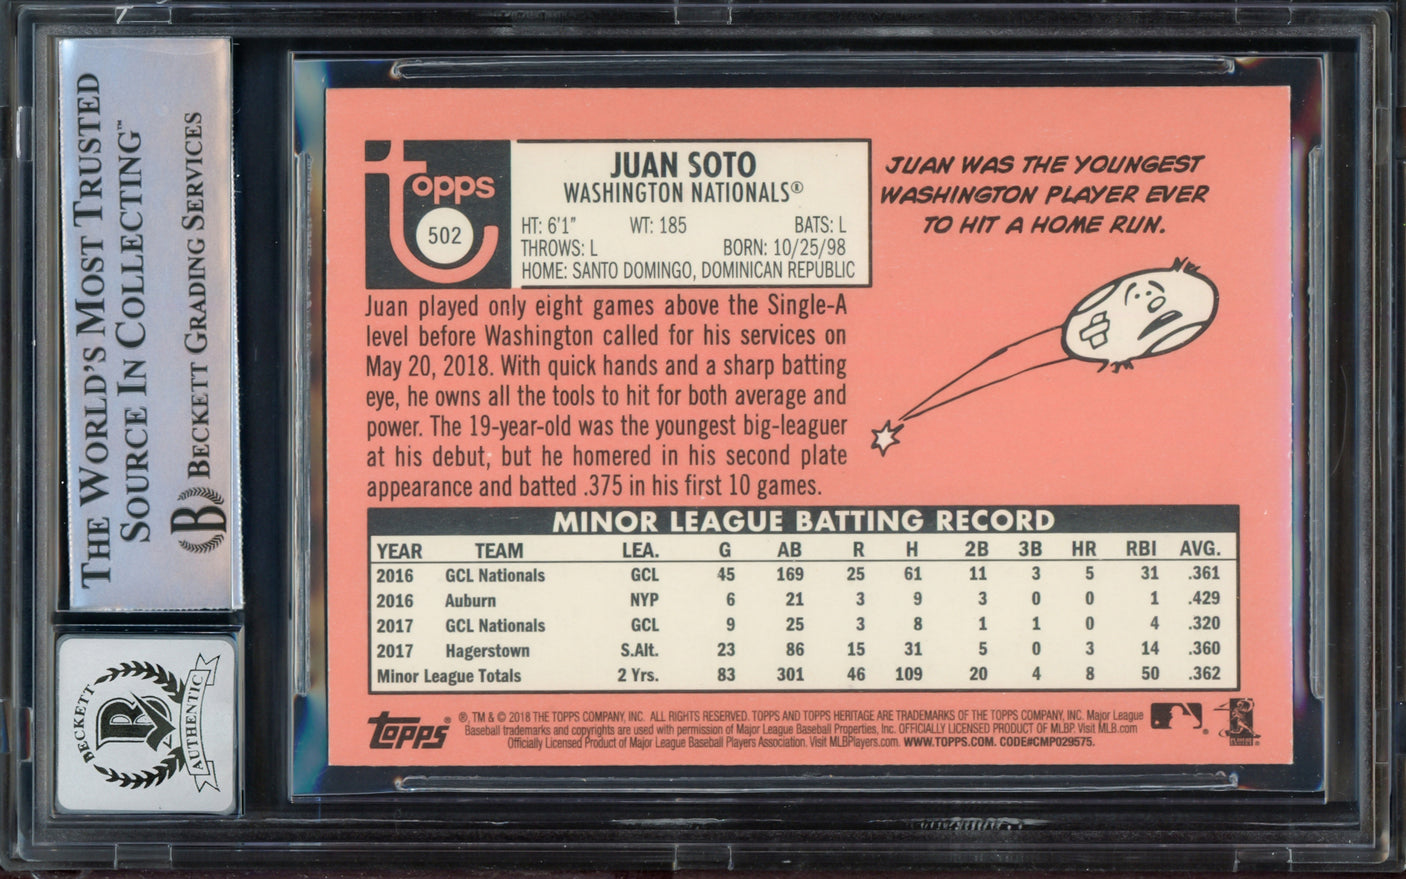 THE WORLD'S MOST TRUSTED
SOURCE IN COLLECTING™
BECKETT GRADING SERVICES
B
BECKETT
AUTHENTIC
topps
502
JUAN SOTO
WASHINGTON NATIONALS®
HT: 6'1" WT: 185 BATS: L
THROWS: L BORN: 10/25/98
HOME: SANTO DOMINGO, DOMINICAN REPUBLIC
JUAN WAS THE YOUNGEST
WASHINGTON PLAYER EVER
TO HIT A HOME RUN.
Juan played only eight games above the Single-A
level before Washington called for his services on
May 20, 2018. With quick hands and a sharp batting
eye, he owns all the tools to hit for both average and
power. The 19-year-old was the youngest big-leaguer
at his debut, but he homered in his second plate
appearance and batted .375 in his first 10 games.
MINOR LEAGUE BATTING RECORD
YEAR TEAM LEA. G AB R H 2B 3B HR RBI AVG.
2016 GCL Nationals GCL 45 169 25 61 11 3 5 31 .361
2016 Auburn NYP 6 21 3 9 3 0 0 1 .429
2017 GCL Nationals GCL 9 25 3 8 1 1 0 4 .320
2017 Hagerstown S.Alt. 23 86 15 31 5 0 3 14 .360
Minor League Totals 2 Yrs. 83 301 46 109 20 4 8 50 .362
topps®
®, TM & © 2018 THE TOPPS COMPANY, INC. ALL RIGHTS RESERVED. TOPPS AND TOPPS HERITAGE ARE TRADEMARKS OF THE TOPPS COMPANY, INC. Major League
Baseball trademarks and copyrights are used with permission of Major League Baseball Properties, Inc. OFFICIALLY LICENSED PRODUCT OF MLBP. Visit MLB.com
Officially Licensed Product of Major League Baseball Players Association. Visit MLBPlayers.com. WWW.TOPPS.COM. CODE#CMP029575.